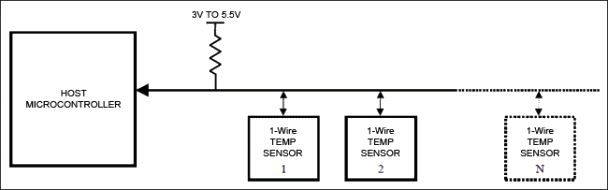 3V TO 5.5V
HOST
MICROCONTROLLER
1-Wire
TEMP
SENSOR
1
1-Wire
TEMP
SENSOR
2
1-Wire
TEMP
SENSOR
N